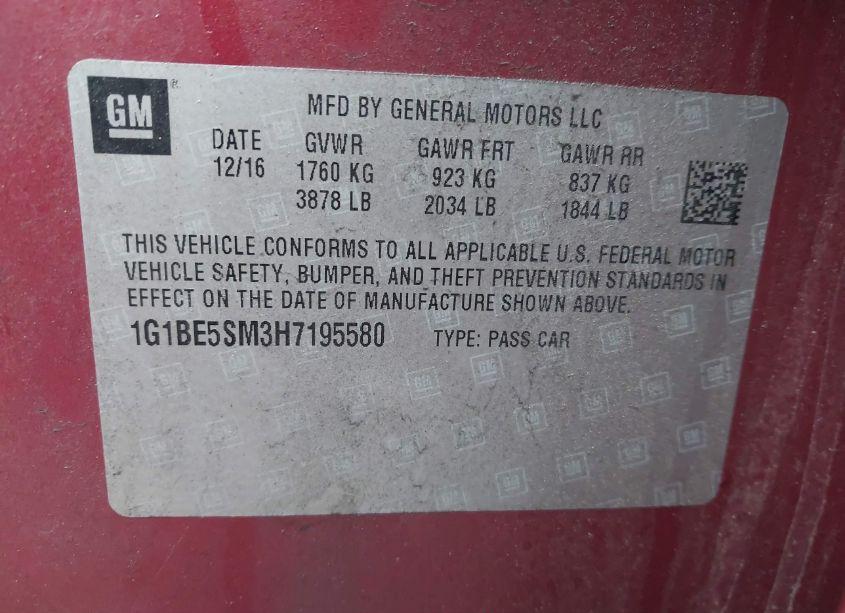 GM
MFD BY GENERAL MOTORS LLC
DATE GVWR GAWR FRT GAWR RR
12/16 1760 KG 923 KG 837 KG
3878 LB 2034 LB 1844 LB
THIS VEHICLE CONFORMS TO ALL APPLICABLE U.S. FEDERAL MOTOR
VEHICLE SAFETY, BUMPER, AND THEFT PREVENTION STANDARDS IN
EFFECT ON THE DATE OF MANUFACTURE SHOWN ABOVE.
1G1BE5SM3H7195580 TYPE: PASS CAR